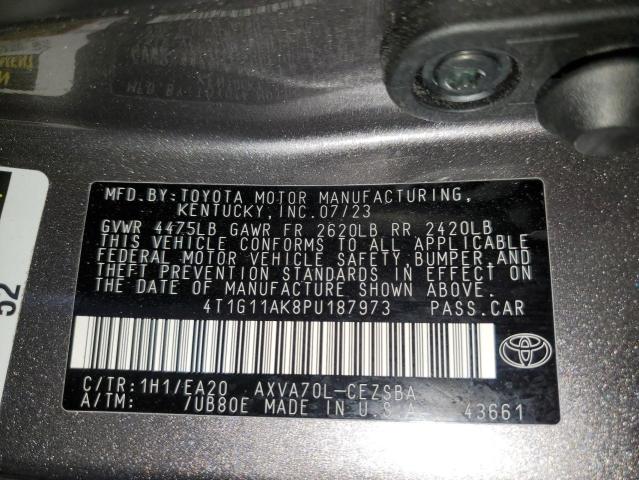 MFD.BY:TOYOTA MOTOR MANUFACTURING,
KENTUCKY, INC.07/23
GVWR 4475LB GAWR FR 2620LB RR 2420LB
THIS VEHICLE CONFORMS TO ALL APPLICABLE
FEDERAL MOTOR VEHICLE SAFETY, BUMPER, AND
THEFT PREVENTION STANDARDS IN EFFECT ON
THE DATE OF MANUFACTURE SHOWN ABOVE.
4T1G11AK8PU187973 PASS.CAR
C/TR:1H1/EA20 AXVA70L-CEZSBA
A/TM: 7UB80E MADE IN U.S.A. 43661
52